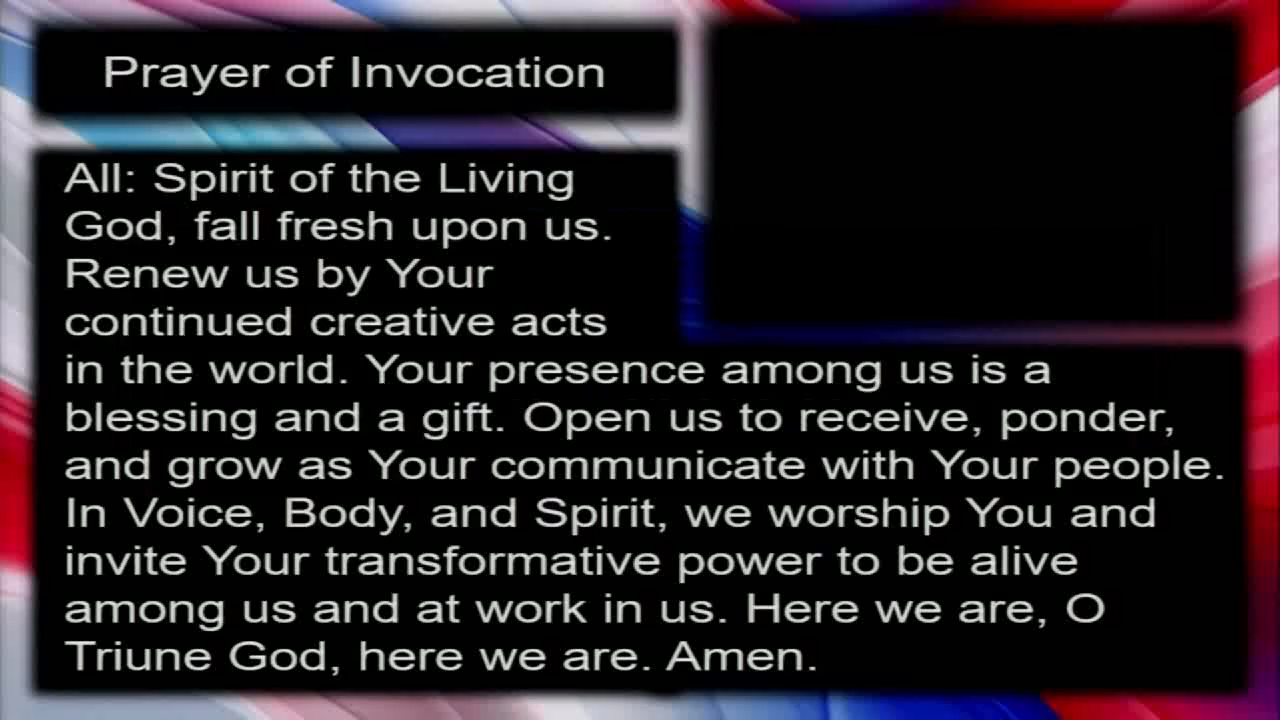 Prayer of Invocation
All: Spirit of the Living
God, fall fresh upon us.
Renew us by Your
continued creative acts
in the world. Your presence among us is a
blessing and a gift. Open us to receive, ponder,
and grow as Your communicate with Your people.
In Voice, Body, and Spirit, we worship You and
invite Your transformative power to be alive
among us and at work in us. Here we are, O
Triune God, here we are. Amen.